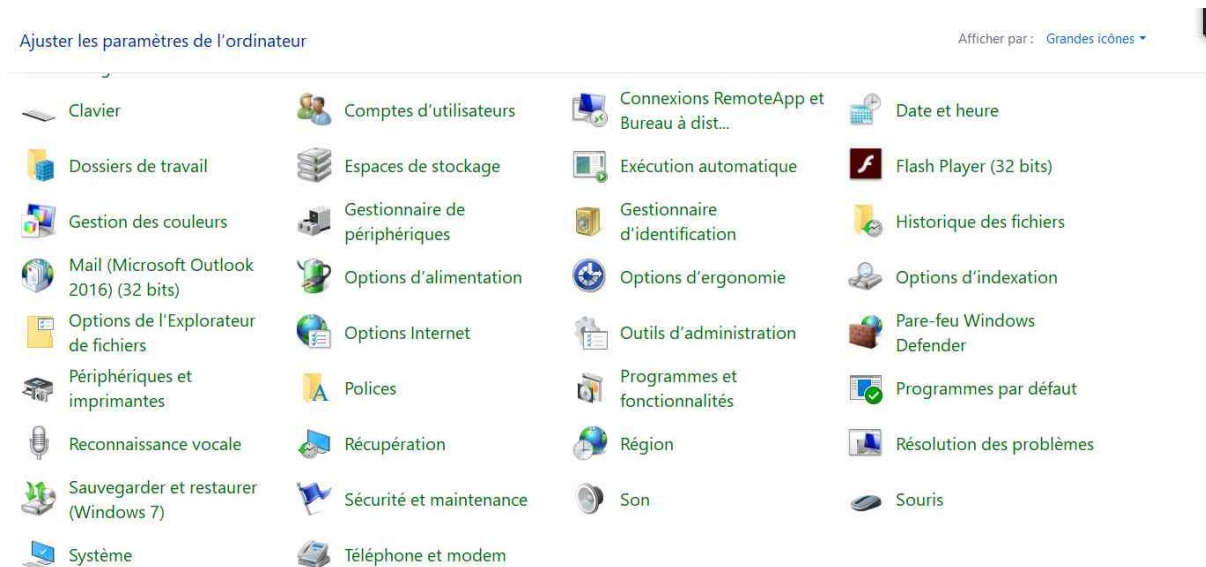 Ajuster les paramètres de l'ordinateur
Afficher par : Grandes icônes
Clavier
Comptes d'utilisateurs
Connexions RemoteApp et
Bureau à dist...
Date et heure
Dossiers de travail
Espaces de stockage
Exécution automatique
Flash Player (32 bits)
Gestion des couleurs
Gestionnaire de
périphériques
Gestionnaire
d'identification
Historique des fichiers
Mail (Microsoft Outlook
2016) (32 bits)
Options d'alimentation
Options d'ergonomie
Options d'indexation
Options de l'Explorateur
de fichiers
Options Internet
Outils d'administration
Pare-feu Windows
Defender
Périphériques et
imprimantes
Polices
Programmes et
fonctionnalités
Programmes par défaut
Reconnaissance vocale
Récupération
Région
Résolution des problèmes
Sauvegarder et restaurer
(Windows 7)
Sécurité et maintenance
Son
Souris
Système
Téléphone et modem